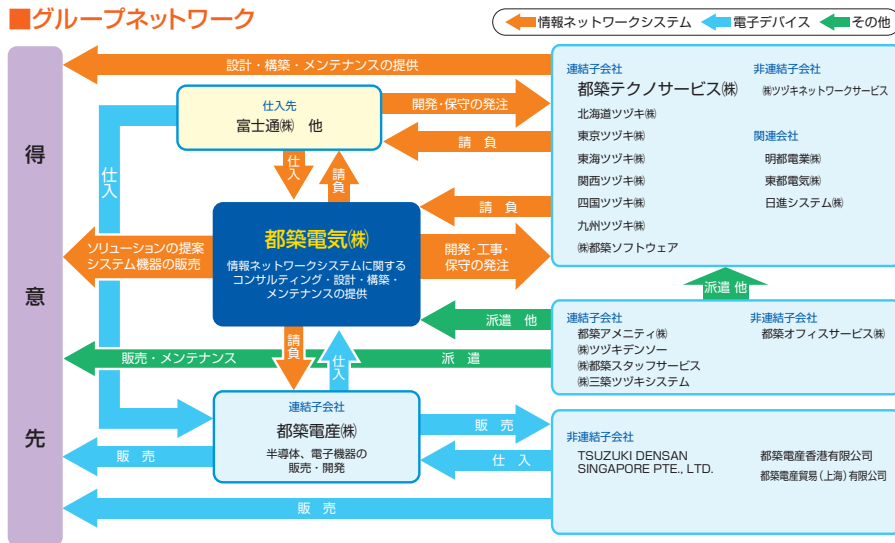 ■グループネットワーク
情報ネットワークシステム
電子デバイス
その他
得意先
設計・構築・メンテナンスの提供
仕入先
富士通㈱ 他
開発・保守の発注
請 負
仕入
仕入
請負
請 負
都築電気㈱
情報ネットワークシステムに関する
コンサルティング・設計・構築・
メンテナンスの提供
ソリューションの提案
システム機器の販売
開発・工事・
保守の発注
連結子会社
都築テクノサービス㈱
北海道ツヅキ㈱
東京ツヅキ㈱
東海ツヅキ㈱
関西ツヅキ㈱
四国ツヅキ㈱
九州ツヅキ㈱
㈱都築ソフトウェア
非連結子会社
㈱ツヅキネットワークサービス
関連会社
明都電業㈱
東都電気㈱
日進システム㈱
派遣 他
派遣 他
連結子会社
都築アメニティ㈱
㈱ツヅキデンソー
㈱都築スタッフサービス
㈱三築ツヅキシステム
非連結子会社
都築オフィスサービス㈱
販売・メンテナンス
派 遣
請負
仕入
連結子会社
都築電産㈱
半導体、電子機器の
販売・開発
販 売
販 売
仕 入
販 売
非連結子会社
TSUZUKI DENSAN
SINGAPORE PTE., LTD.
都築電産香港有限公司
都築電産貿易(上海)有限公司